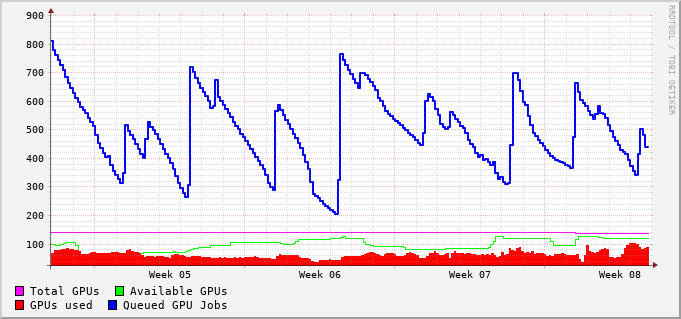 RRDTOOL / TOBI OETIKER
900
800
700
600
500
400
300
200
100
Week 05 Week 06 Week 07 Week 08
Total GPUs Available GPUs
GPUs used Queued GPU Jobs